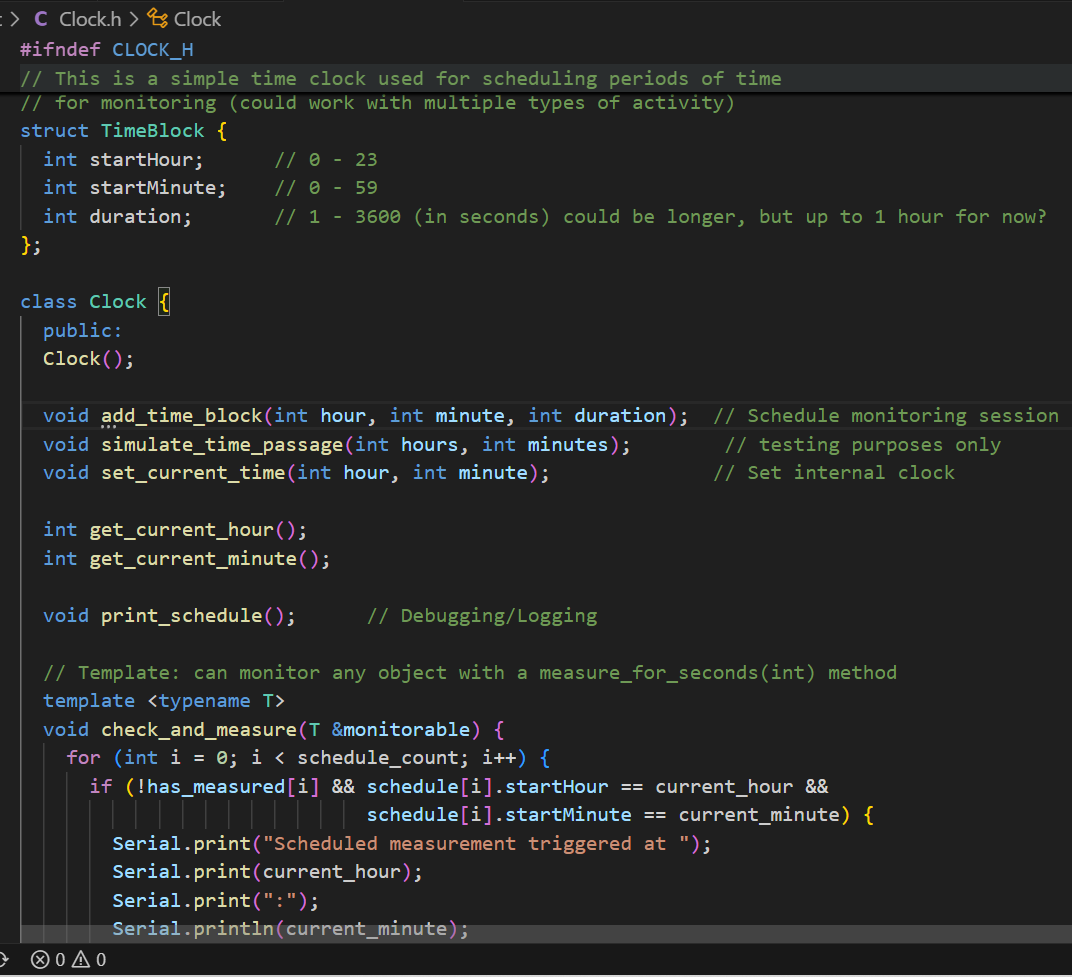 : > C Clock.h > Clock
#ifndef CLOCK_H
// This is a simple time clock used for scheduling periods of time
// for monitoring (could work with multiple types of activity)
struct TimeBlock {
  int startHour;      // 0 - 23
  int startMinute;    // 0 - 59
  int duration;       // 1 - 3600 (in seconds) could be longer, but up to 1 hour for now?
};
class Clock {
  public:
  Clock();
  void add_time_block(int hour, int minute, int duration);  // Schedule monitoring session
  void simulate_time_passage(int hours, int minutes);        // testing purposes only
  void set_current_time(int hour, int minute);              // Set internal clock
  int get_current_hour();
  int get_current_minute();
  void print_schedule();      // Debugging/Logging
  // Template: can monitor any object with a measure_for_seconds(int) method
  template <typename T>
  void check_and_measure(T &monitorable) {
    for (int i = 0; i < schedule_count; i++) {
      if (!has_measured[i] && schedule[i].startHour == current_hour &&
                              schedule[i].startMinute == current_minute) {
        Serial.print("Scheduled measurement triggered at ");
        Serial.print(current_hour);
        Serial.print(":");
        Serial.println(current_minute);
0 0